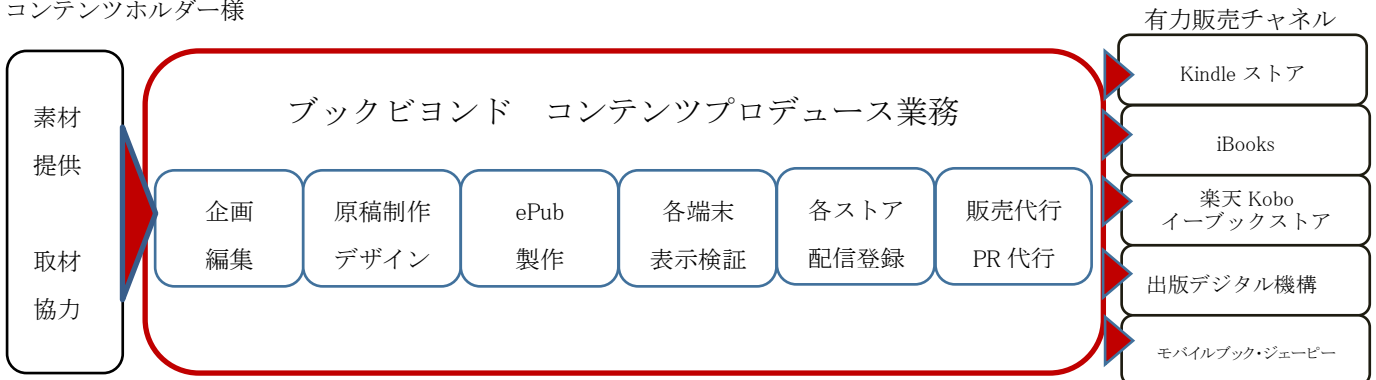 コンテンツホルダー様
素材
提供
取材
協力
ブックビヨンド　コンテンツプロデュース業務
企画
編集
原稿制作
デザイン
ePub
製作
各端末
表示検証
各ストア
配信登録
販売代行
PR 代行
有力販売チャネル
Kindle ストア
iBooks
楽天 Kobo
イーブックストア
出版デジタル機構
モバイルブック・ジェーピー